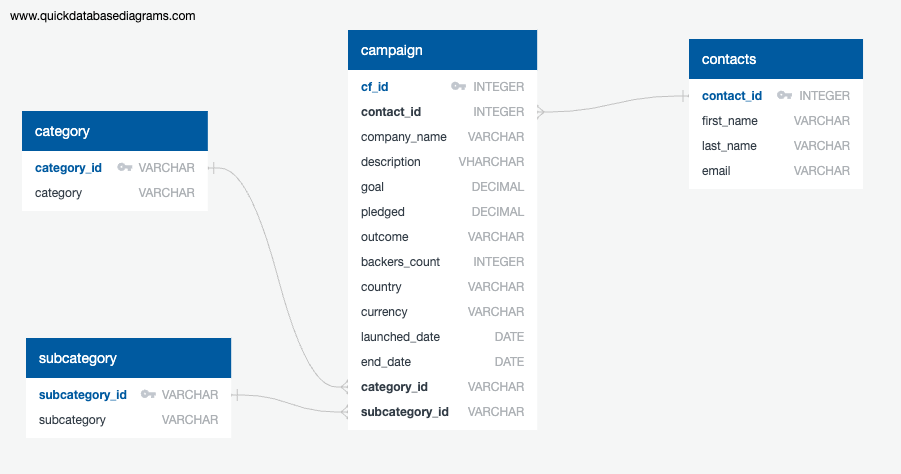 www.quickdatabasediagrams.com
category
category_id VARCHAR
category VARCHAR
subcategory
subcategory_id VARCHAR
subcategory VARCHAR
campaign
cf_id INTEGER
contact_id INTEGER
company_name VARCHAR
description VHARCHAR
goal DECIMAL
pledged DECIMAL
outcome VARCHAR
backers_count INTEGER
country VARCHAR
currency VARCHAR
launched_date DATE
end_date DATE
category_id VARCHAR
subcategory_id VARCHAR
contacts
contact_id INTEGER
first_name VARCHAR
last_name VARCHAR
email VARCHAR